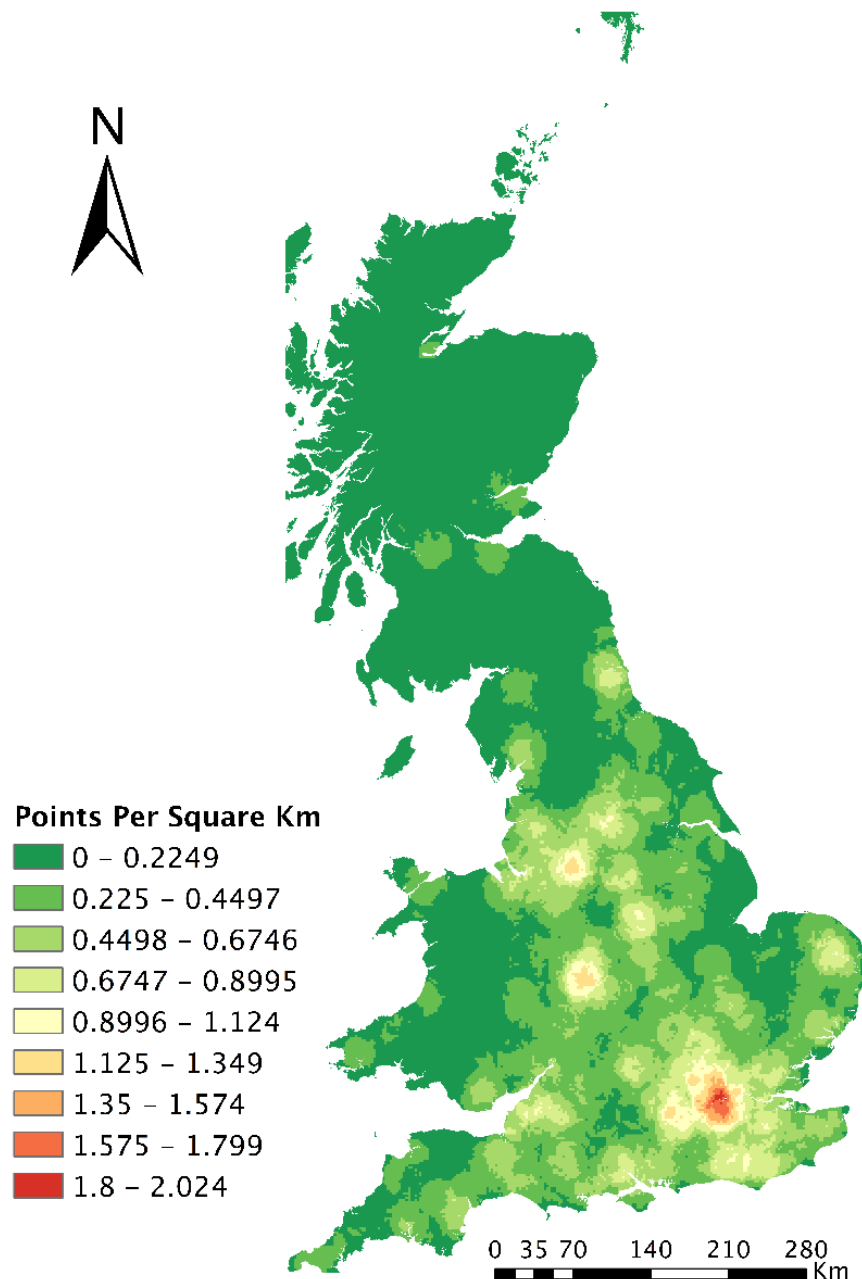 N
Points Per Square Km
0 – 0.2249
0.225 – 0.4497
0.4498 – 0.6746
0.6747 – 0.8995
0.8996 – 1.124
1.125 – 1.349
1.35 – 1.574
1.575 – 1.799
1.8 – 2.024
0 35 70 140 210 280
Km